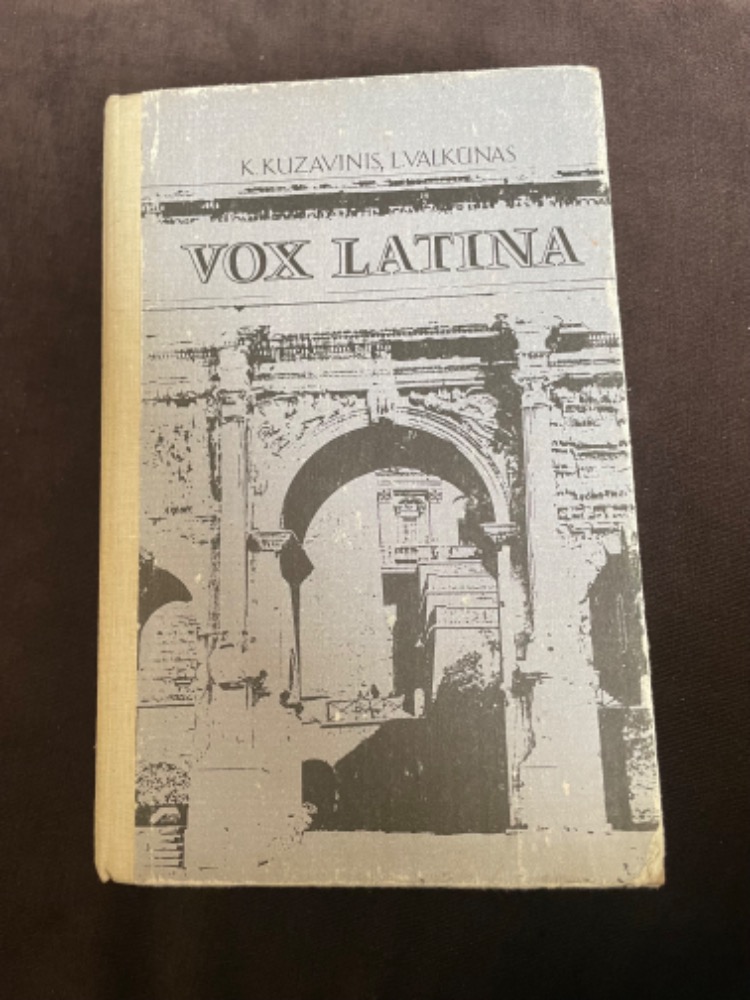 K. KUZAVINIS, L. VALKŪNAS
VOX LATINA